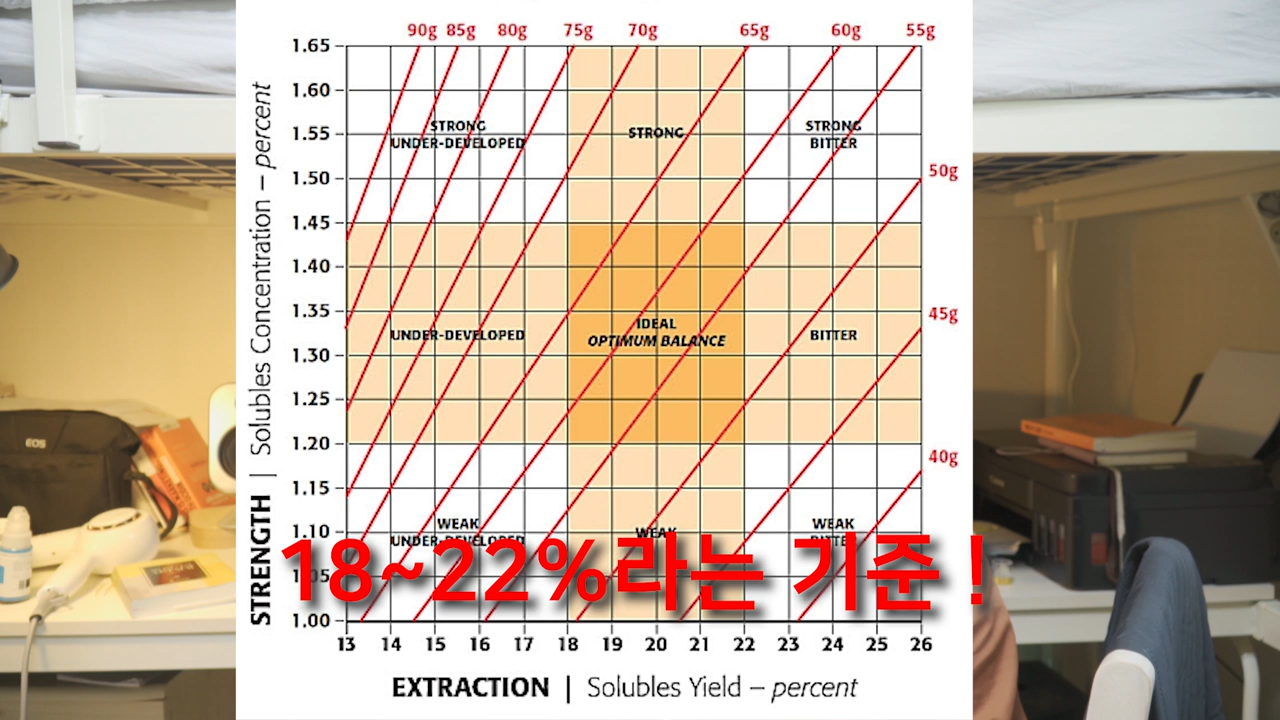 90g 85g 80g 75g 70g 65g 60g 55g
1.65
1.60
1.55
STRONG
UNDER-DEVELOPED
STRONG
STRONG
BITTER
1.50
50g
1.45
1.40
1.35
45g
UNDER-DEVELOPED
IDEAL
OPTIMUM BALANCE
BITTER
1.30
1.25
1.20
40g
1.15
1.10
WEAK
UNDER-DEVELOPED
WEAK
WEAK
BITTER
18~22%라는 기준 !
1.05
1.00
13 14 15 16 17 18 19 20 21 22 23 24 25 26
STRENGTH | Solubles Concentration – percent
EXTRACTION | Solubles Yield – percent
EOS